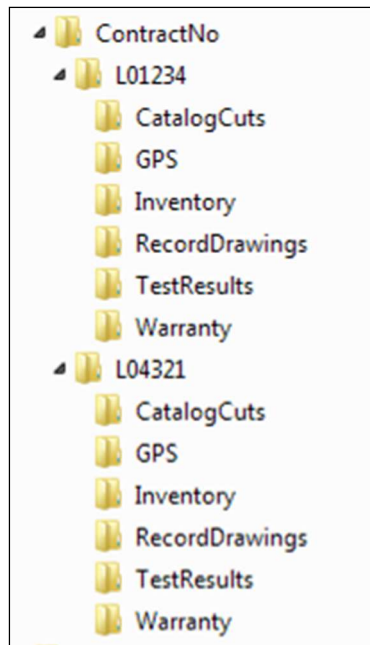 ContractNo
L01234
CatalogCuts
GPS
Inventory
RecordDrawings
TestResults
Warranty
L04321
CatalogCuts
GPS
Inventory
RecordDrawings
TestResults
Warranty